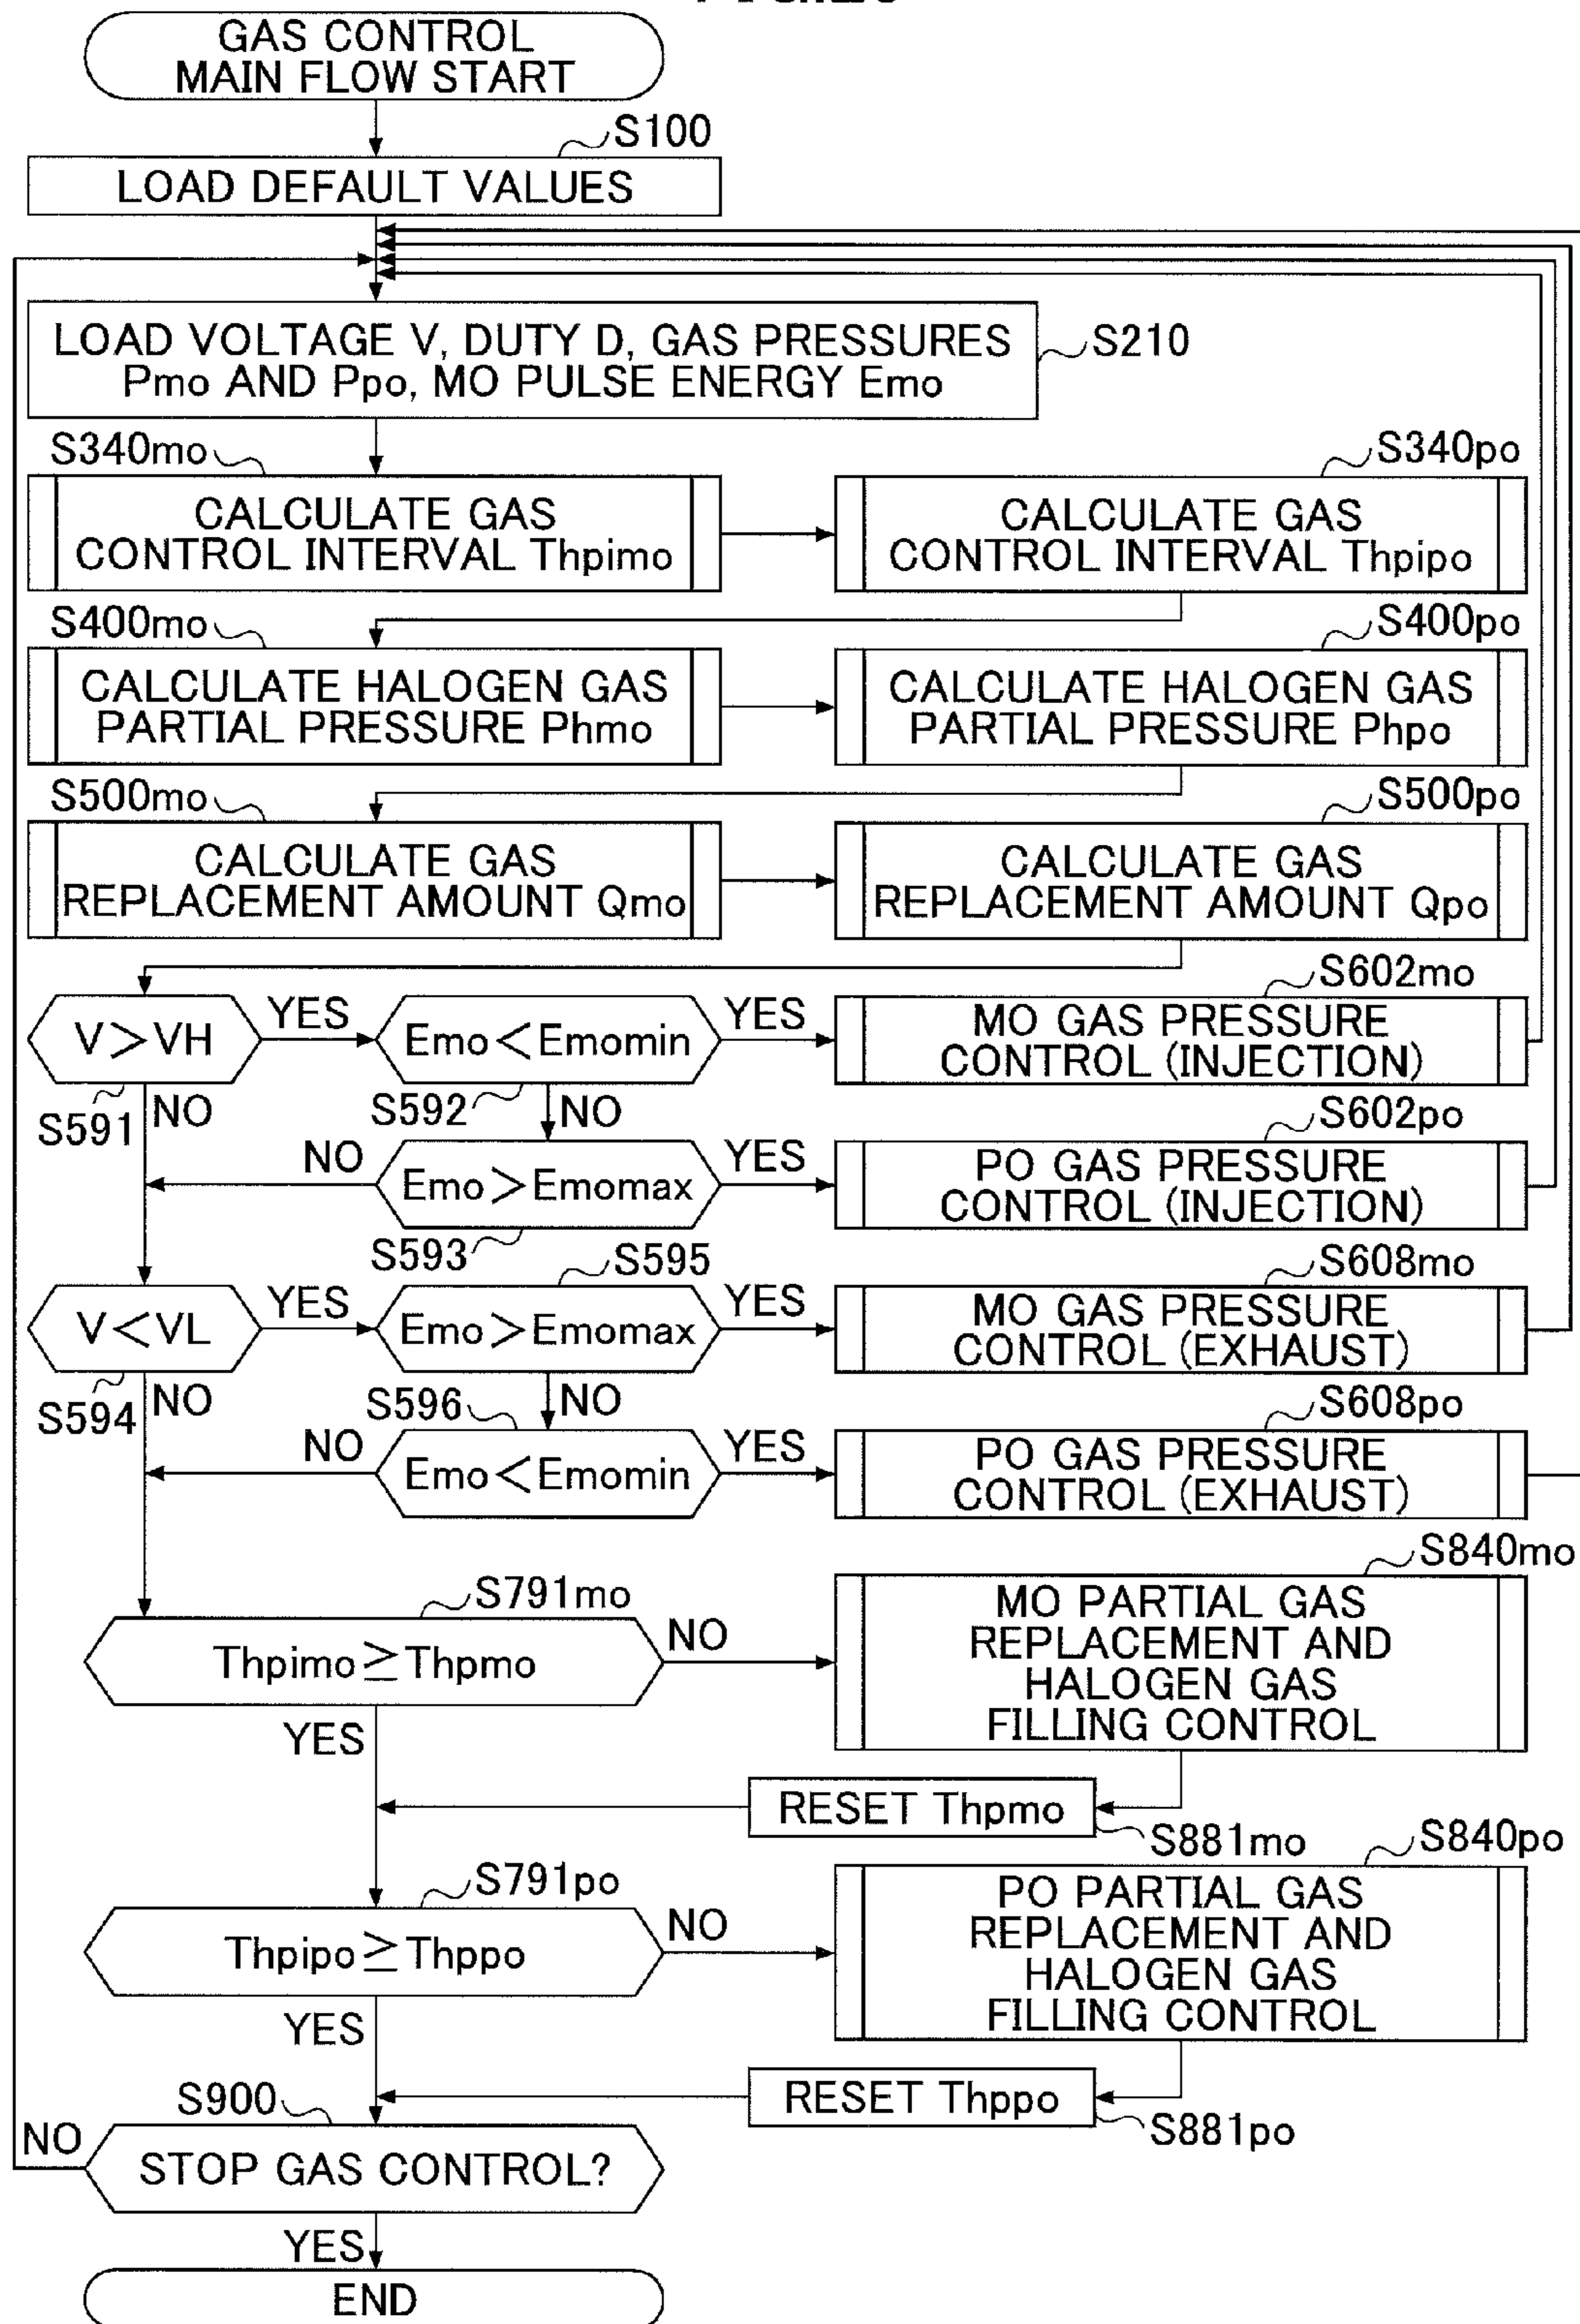 GAS CONTROL
MAIN FLOW START
S100
LOAD DEFAULT VALUES
LOAD VOLTAGE V, DUTY D, GAS PRESSURES
Pmo AND Ppo, MO PULSE ENERGY Emo
S210
S340mo
CALCULATE GAS
CONTROL INTERVAL Thpimo
S340po
CALCULATE GAS
CONTROL INTERVAL Thpipo
S400mo
CALCULATE HALOGEN GAS
PARTIAL PRESSURE Phmo
S400po
CALCULATE HALOGEN GAS
PARTIAL PRESSURE Phpo
S500mo
CALCULATE GAS
REPLACEMENT AMOUNT Qmo
S500po
CALCULATE GAS
REPLACEMENT AMOUNT Qpo
V>VH
YES
S591
NO
Emo<Emomin
YES
S592
NO
S602mo
MO GAS PRESSURE
CONTROL (INJECTION)
NO
Emo>Emomax
YES
S593
S602po
PO GAS PRESSURE
CONTROL (INJECTION)
V<VL
YES
S594
NO
S595
Emo>Emomax
YES
NO
S608mo
MO GAS PRESSURE
CONTROL (EXHAUST)
S596
NO
Emo<Emomin
YES
S608po
PO GAS PRESSURE
CONTROL (EXHAUST)
S791mo
Thpimo≧Thpmo
NO
YES
S840mo
MO PARTIAL GAS
REPLACEMENT AND
HALOGEN GAS
FILLING CONTROL
RESET Thpmo
S881mo
S791po
Thpipo≧Thppo
NO
YES
S840po
PO PARTIAL GAS
REPLACEMENT AND
HALOGEN GAS
FILLING CONTROL
RESET Thppo
S881po
S900
NO
STOP GAS CONTROL?
YES
END